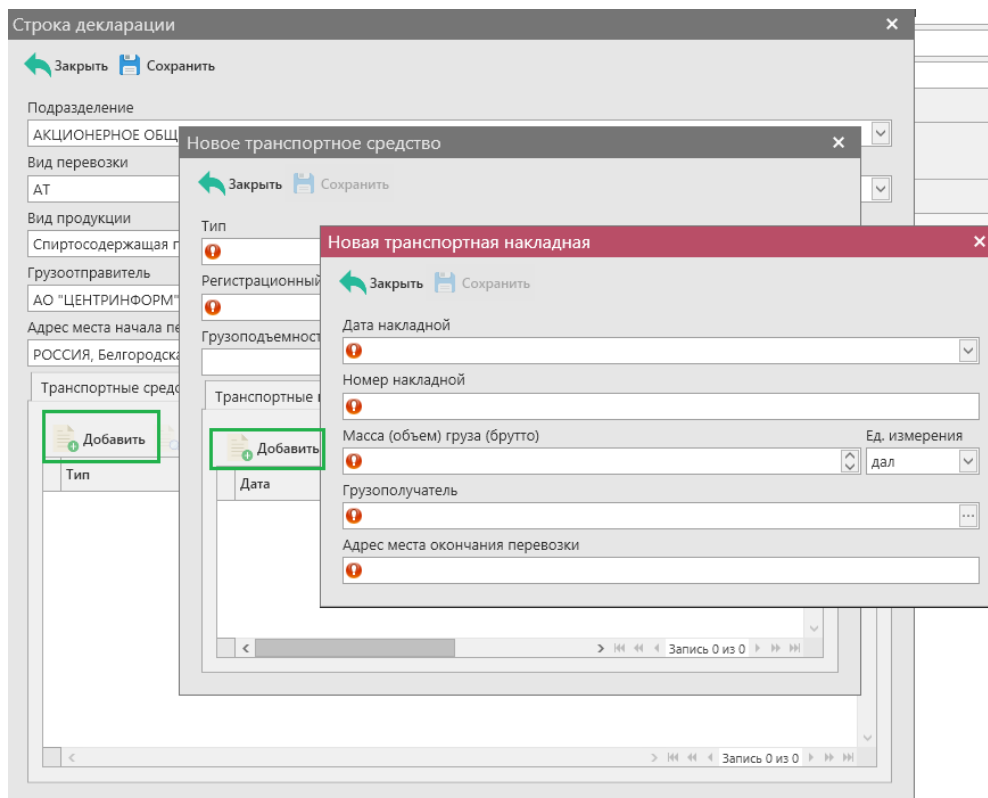 Строка декларации
Закрыть Сохранить
Подразделение
АКЦИОНЕРНОЕ ОБЩ
Вид перевозки
АТ
Вид продукции
Спиртосодержащая
Грузоотправитель
АО "ЦЕНТРИНФОРМ"
Адрес места начала
РОССИЯ, Белгородска
Транспортные сред
Добавить
Тип
Запись 0 из 0
Новое транспортное средство
Закрыть Сохранить
Тип
Регистрационный
Грузоподъемност
Транспортные
Добавить
Дата
Запись 0 из 0
Новая транспортная накладная
Закрыть Сохранить
Дата накладной
Номер накладной
Масса (объем) груза (брутто) Ед. измерения
дал
Грузополучатель
Адрес места окончания перевозки